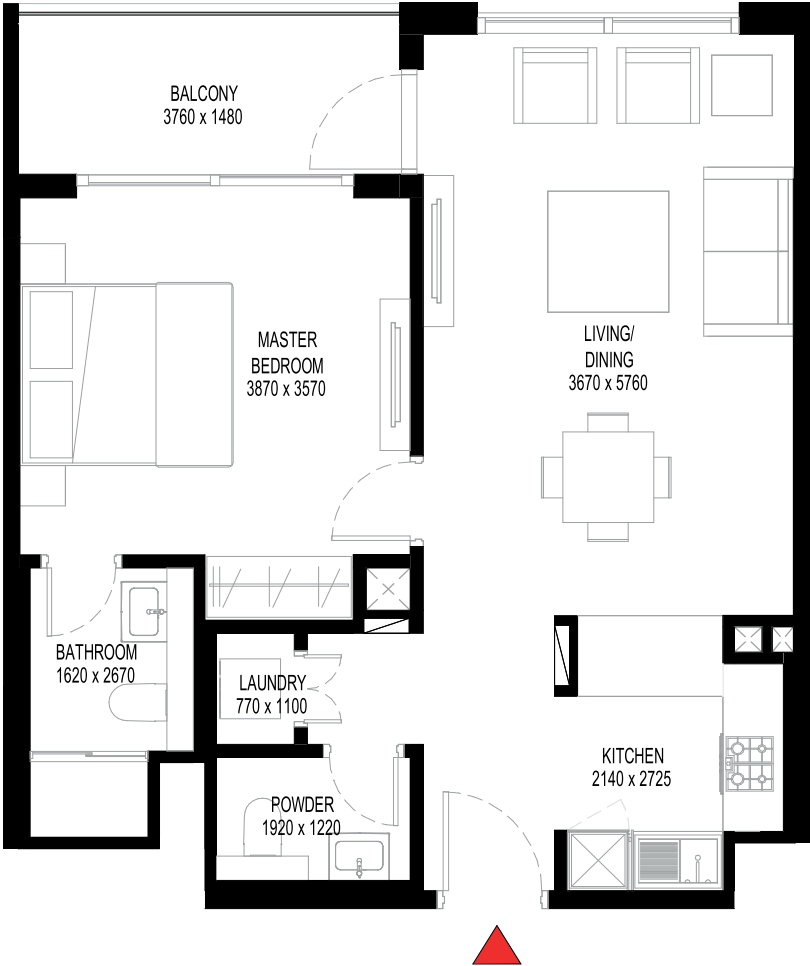 BALCONY
3760 x 1480
MASTER
BEDROOM
3870 x 3570
LIVING/
DINING
3670 x 5760
BATHROOM
1620 x 2670
LAUNDRY
770 x 1100
KITCHEN
2140 x 2725
POWDER
1920 x 1220